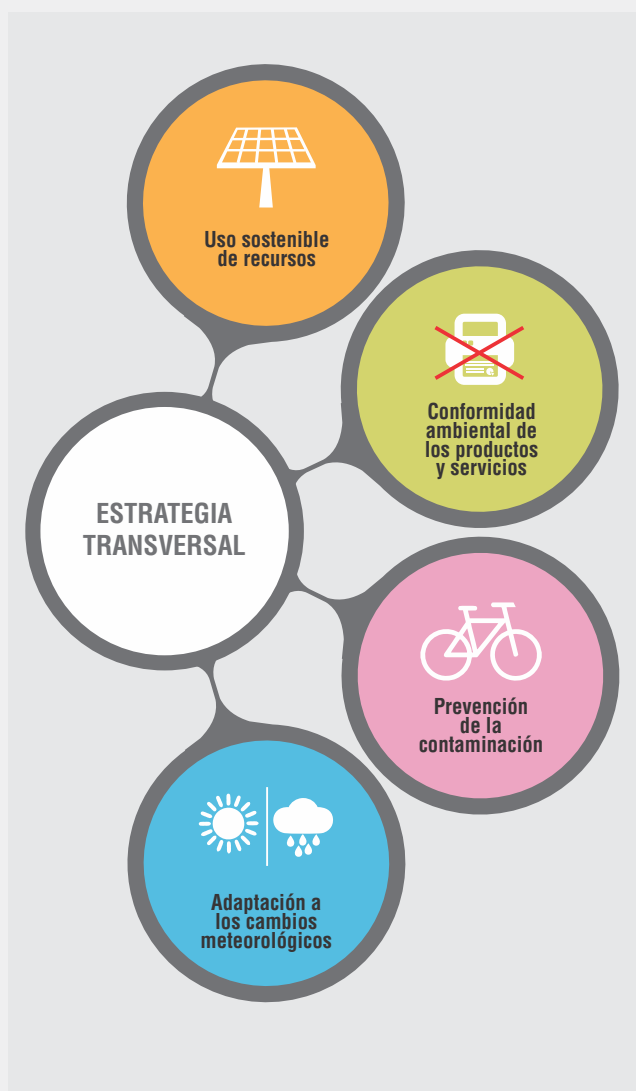 Uso sostenible
de recursos
Conformidad
ambiental de
los productos
y servicios
ESTRATEGIA
TRANSVERSAL
Prevención
de la
contaminación
Adaptación a
los cambios
meteorológicos